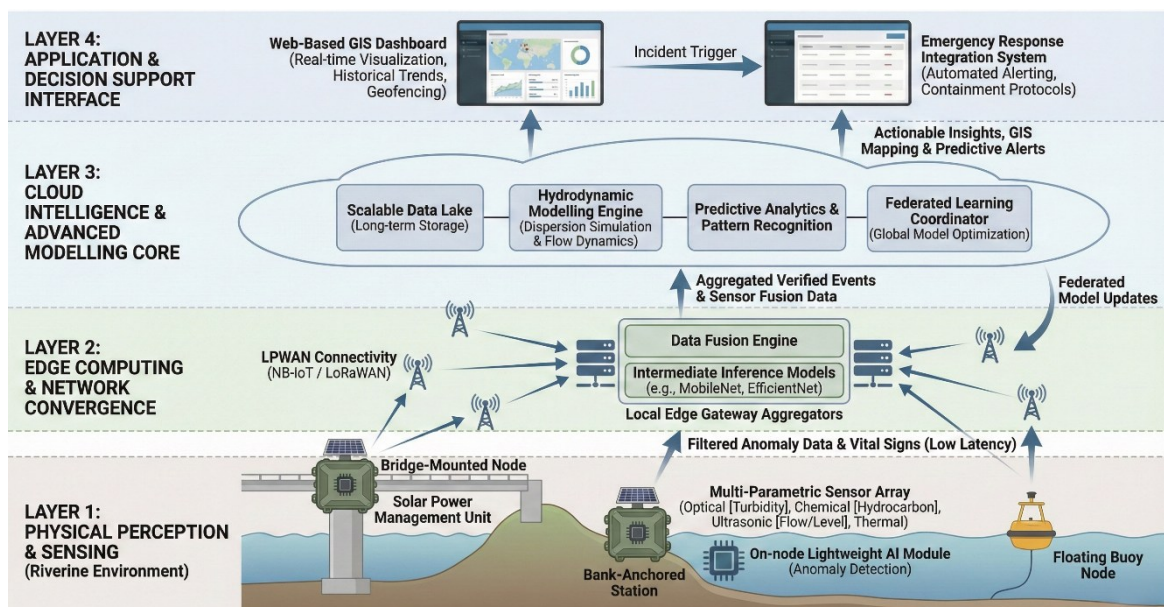 LAYER 4:
APPLICATION &
DECISION SUPPORT
INTERFACE
Web-Based GIS Dashboard
(Real-time Visualization,
Historical Trends,
Geofencing)
Incident Trigger
Emergency Response
Integration System
(Automated Alerting,
Containment Protocols)
Actionable Insights, GIS
Mapping & Predictive Alerts
LAYER 3:
CLOUD
INTELLIGENCE &
ADVANCED
MODELLING CORE
Scalable Data Lake
(Long-term Storage)
Hydrodynamic
Modelling Engine
(Dispersion Simulation
& Flow Dynamics)
Predictive Analytics &
Pattern Recognition
Federated Learning
Coordinator
(Global Model Optimization)
Aggregated Verified Events
& Sensor Fusion Data
Federated
Model Updates
LAYER 2:
EDGE COMPUTING
& NETWORK
CONVERGENCE
LPWAN Connectivity
(NB-IoT / LoRaWAN)
Data Fusion Engine
Intermediate Inference Models
(e.g., MobileNet, EfficientNet)
Local Edge Gateway Aggregators
Filtered Anomaly Data & Vital Signs (Low Latency)
LAYER 1:
PHYSICAL PERCEPTION
& SENSING
(Riverine Environment)
Bridge-Mounted Node
Solar Power
Management Unit
Multi-Parametric Sensor Array
(Optical [Turbidity], Chemical [Hydrocarbon],
Ultrasonic [Flow/Level], Thermal)
On-node Lightweight AI Module
(Anomaly Detection)
Bank-Anchored
Station
Floating Buoy
Node